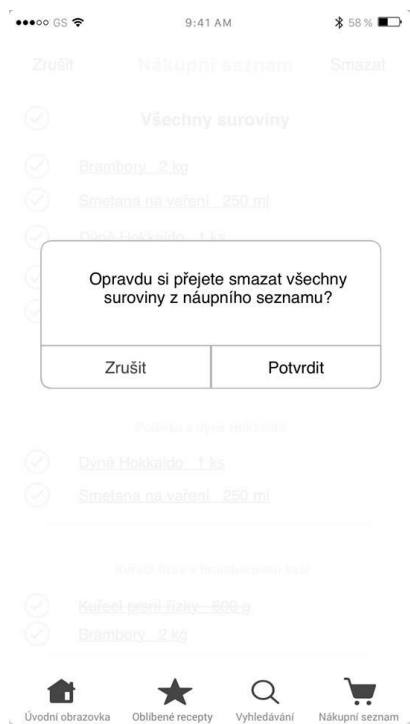 GS 9:41 AM 58 %
Zrušit Nákupní seznam Smazat
Všechny suroviny
Brambory 2 kg
Smetana na vaření 250 ml
Dýně Hokkaido 1 ks
Opravdu si přejete smazat všechny
suroviny z náupního seznamu?
Zrušit Potvrdit
Polévka z dýně Hokkaido
Dýně Hokkaido 1 ks
Smetana na vaření 250 ml
Kuřecí řízky s bramborovou kaší
Kuřecí prsní řízky 600 g
Brambory 2 kg
Úvodní obrazovka Oblíbené recepty Vyhledávání Nákupní seznam